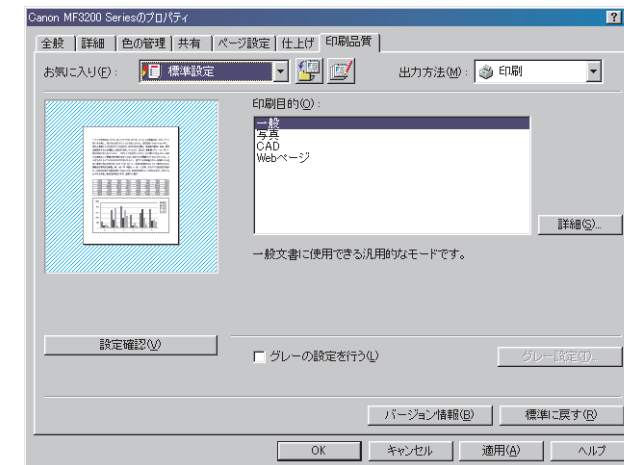 Canon MF3200 Seriesのプロパティ
全般 詳細 色の管理 共有 ページ設定 仕上げ 印刷品質
お気に入り(F)： 標準設定 出力方法(M)： 印刷
印刷目的(O)：
一般
写真
CAD
Webページ
詳細(S)...
一般文書に使用できる汎用的なモードです。
設定確認(V)
グレーの設定を行う(L) グレー設定(T)...
バージョン情報(B) 標準に戻す(R)
OK キャンセル 適用(A) ヘルプ